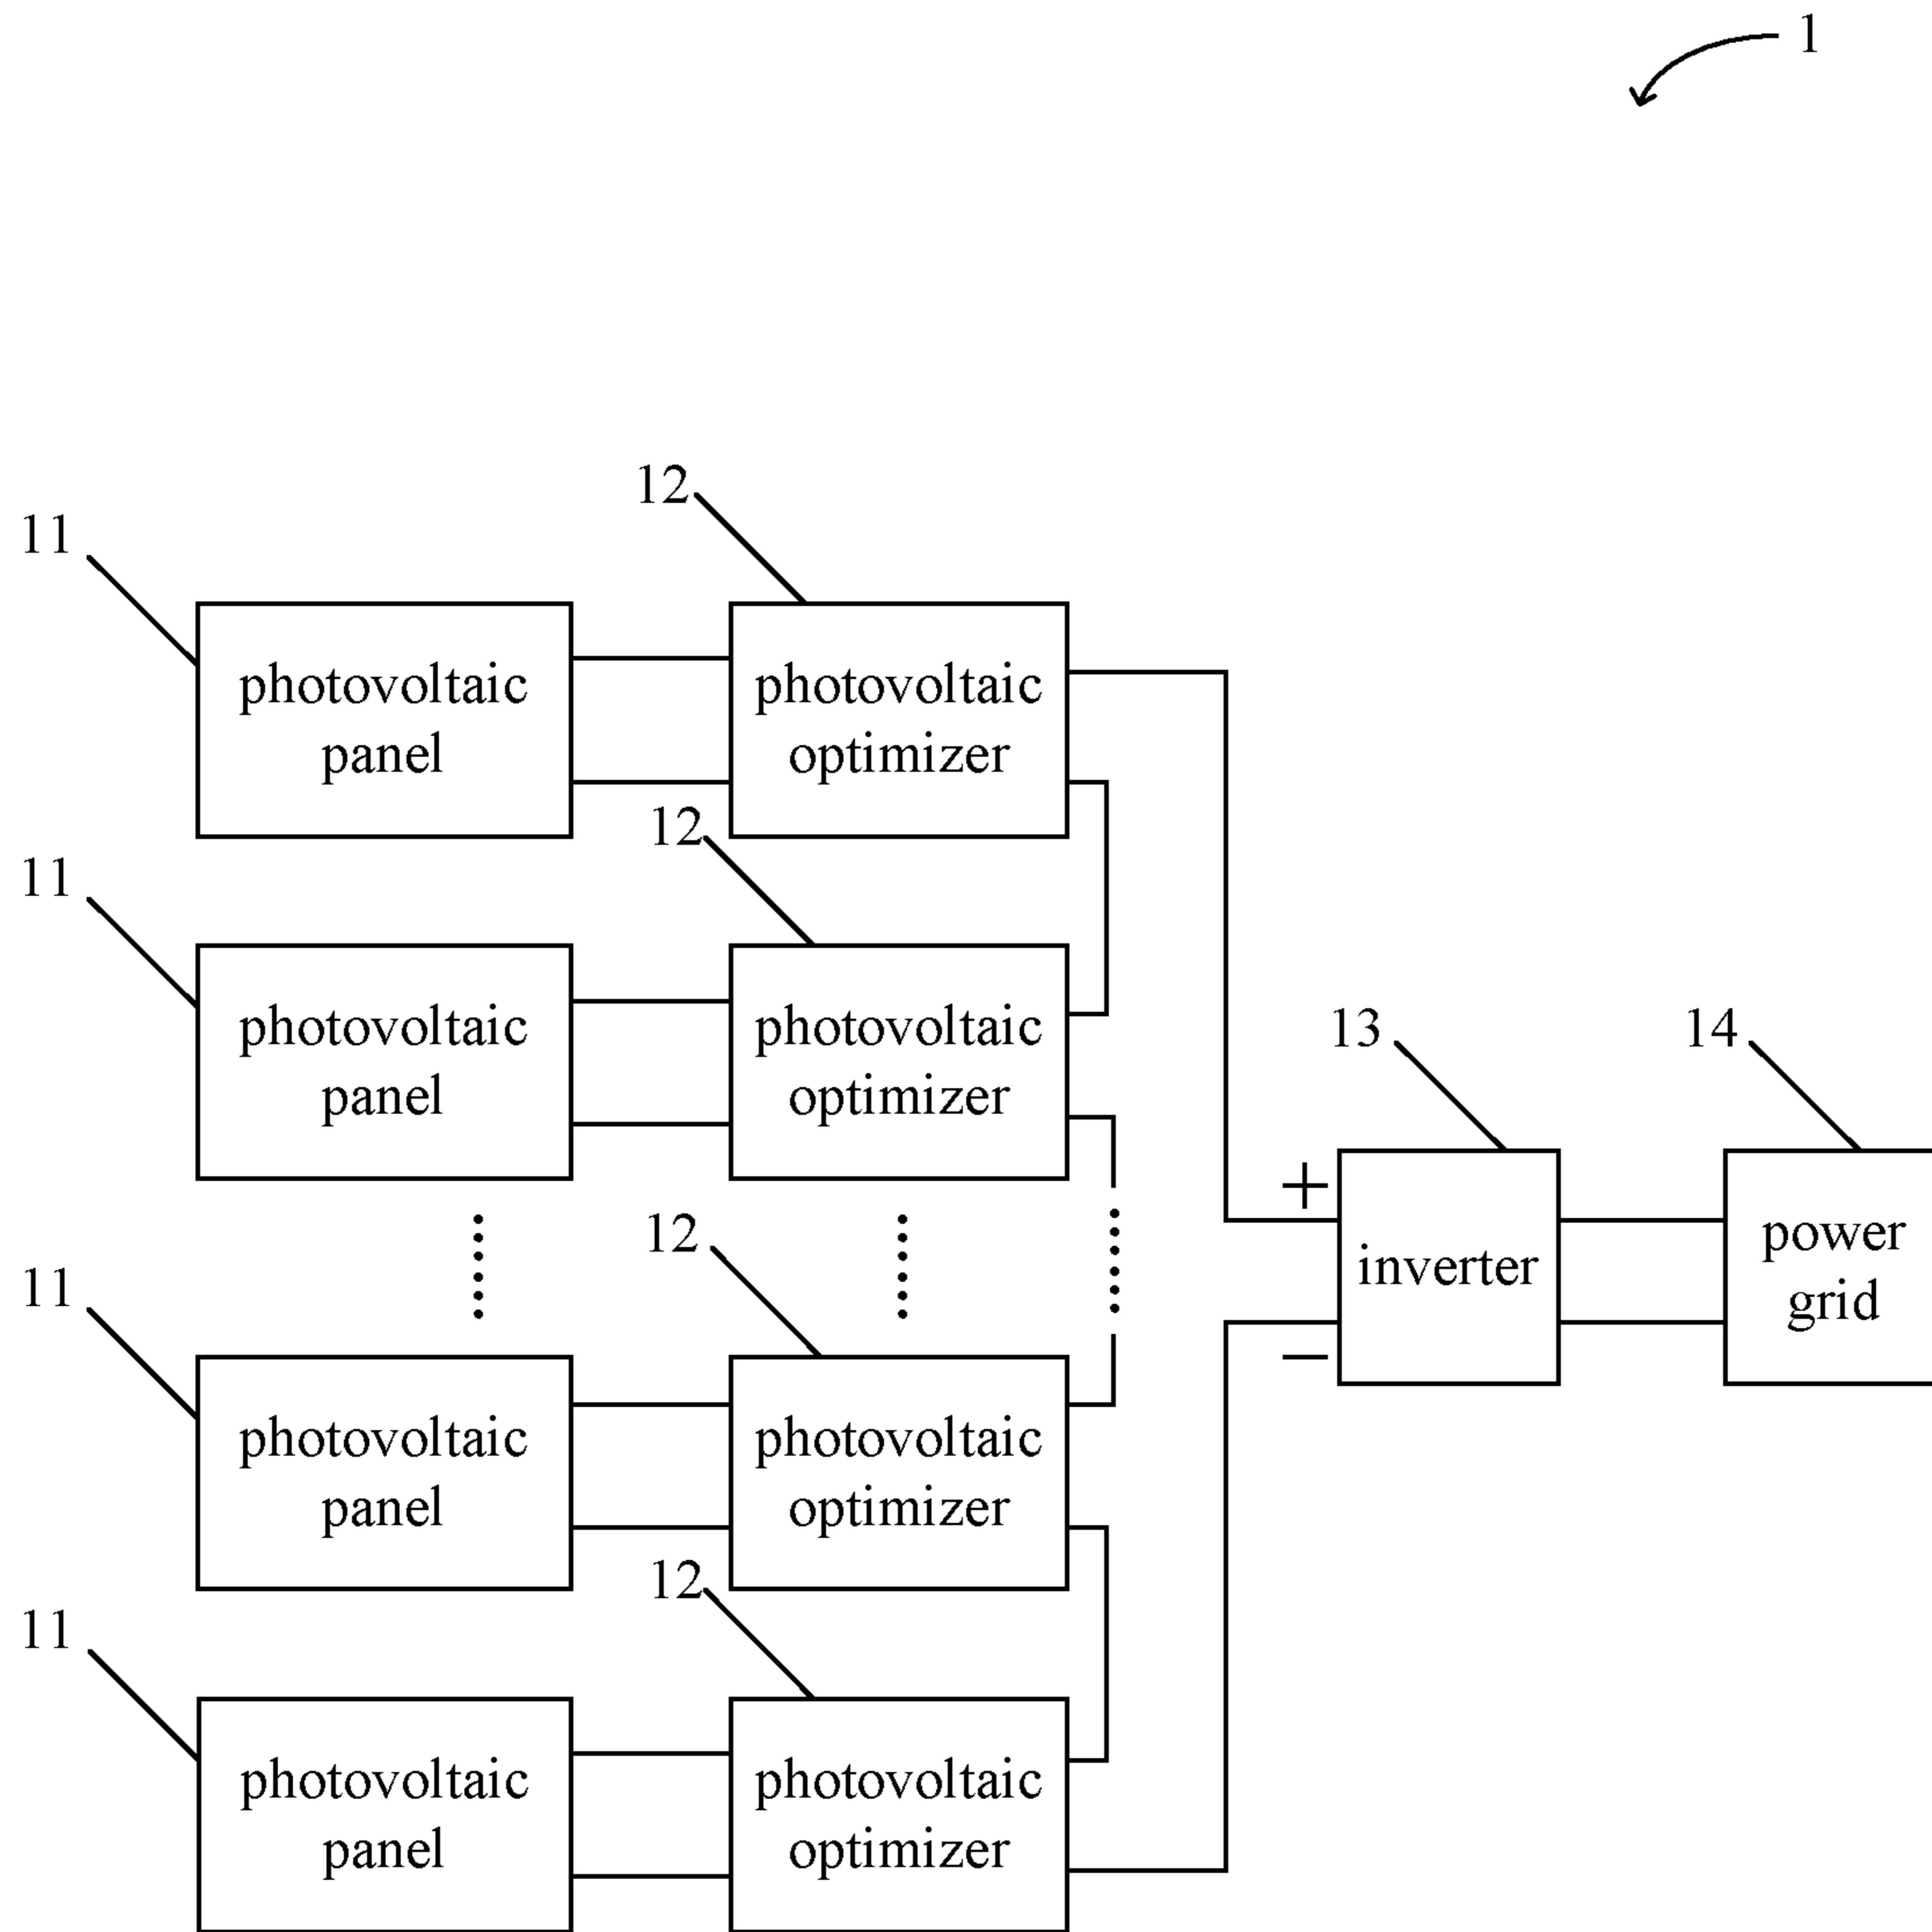 1
12
11
photovoltaic
panel
photovoltaic
optimizer
12
11
photovoltaic
panel
photovoltaic
optimizer
13
14
+
inverter
power
grid
−
12
11
photovoltaic
panel
photovoltaic
optimizer
12
11
photovoltaic
panel
photovoltaic
optimizer